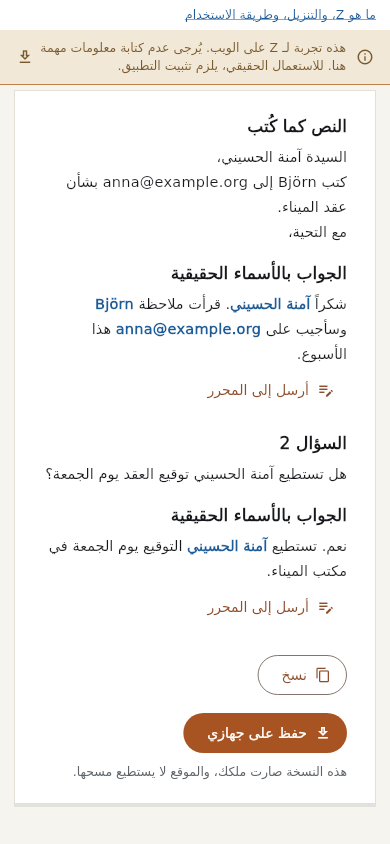 ما هو Z، والتنزيل، وطريقة الاستخدام
هذه تجربة لـ Z على الويب. يُرجى عدم كتابة معلومات مهمة
هنا. للاستعمال الحقيقي، يلزم تثبيت التطبيق.
النص كما كُتب
السيدة آمنة الحسيني،
كتب Björn إلى anna@example.org بشأن
عقد الميناء.
مع التحية،
الجواب بالأسماء الحقيقية
شكراً آمنة الحسيني. قرأت ملاحظة Björn
وسأجيب على anna@example.org هذا
الأسبوع.
أرسل إلى المحرر
السؤال 2
هل تستطيع آمنة الحسيني توقيع العقد يوم الجمعة؟
الجواب بالأسماء الحقيقية
نعم. تستطيع آمنة الحسيني التوقيع يوم الجمعة في
مكتب الميناء.
أرسل إلى المحرر
نسخ
حفظ على جهازي
هذه النسخة صارت ملكك، والموقع لا يستطيع مسحها.